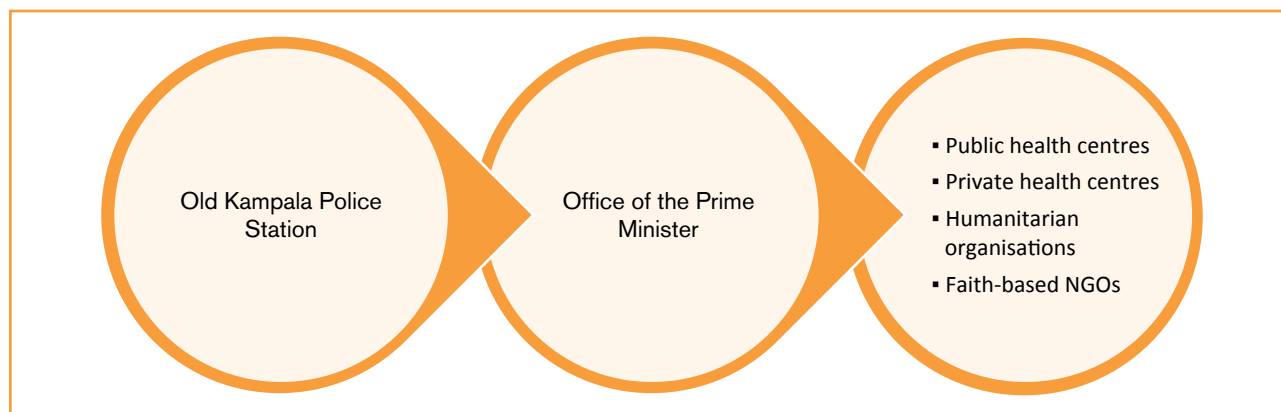 Old Kampala Police
Station
Office of the Prime
Minister
▪ Public health centres
▪ Private health centres
▪ Humanitarian
organisations
▪ Faith-based NGOs